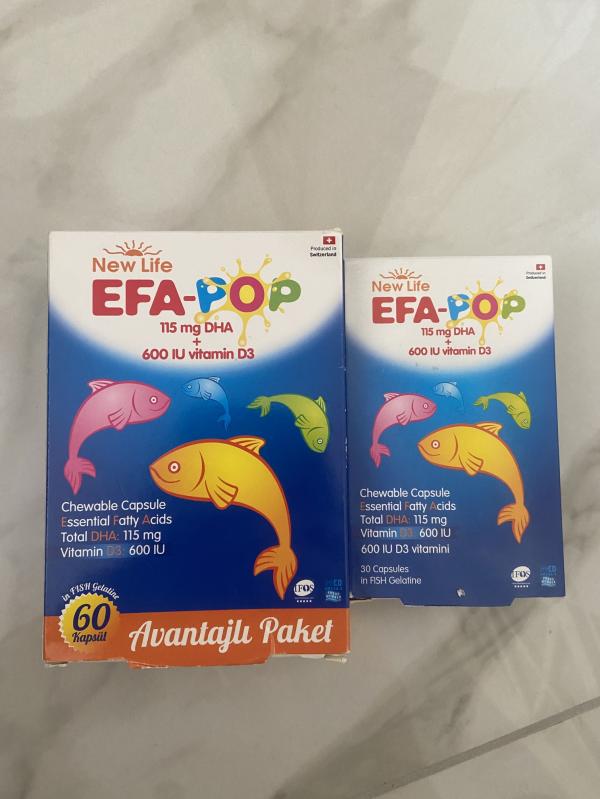 New Life
EFA-POP
115 mg DHA
+
600 IU vitamin D3
Produced in
Switzerland
Chewable Capsule
Essential Fatty Acids
Total DHA: 115 mg
Vitamin D3: 600 IU
in FISH Gelatine
60
Kapsül
Avantajlı Paket
IFOS
New Life
EFA-POP
115 mg DHA
+
600 IU vitamin D3
Produced in
Switzerland
Chewable Capsule
Essential Fatty Acids
Total DHA: 115 mg
Vitamin D3: 600 IU
600 IU D3 vitamini
30 Capsules
in FISH Gelatine
IFOS